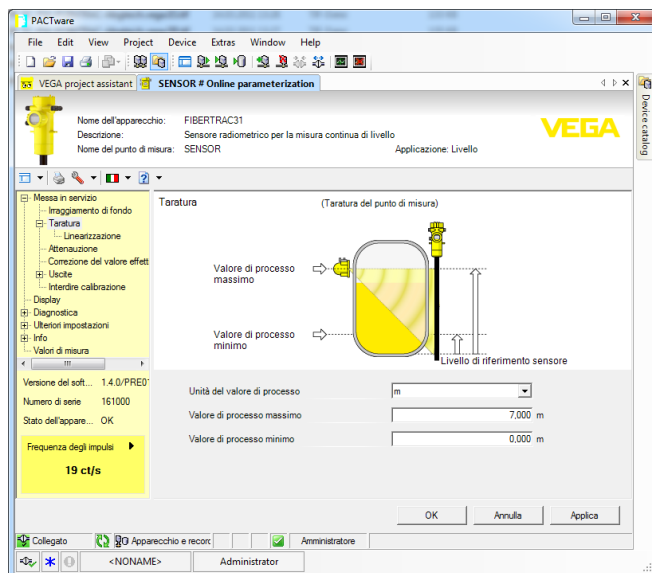 PACTware
File Edit View Project Device Extras Window Help
VEGA project assistant SENSOR # Online parameterization
Device catalog
Nome dell'apparecchio: FIBERTRAC31
Descrizione: Sensore radiometrico per la misura continua di livello
Nome del punto di misura: SENSOR Applicazione: Livello
VEGA
Messa in servizio
Irraggiamento di fondo
Taratura
Linearizzazione
Attenuazione
Correzione del valore effett
Uscite
Interdire calibrazione
Display
Diagnostica
Ulteriori impostazioni
Info
Valori di misura
Versione del soft... 1.4.0/PRE0
Numero di serie 161000
Stato dell'appare... OK
Frequenza degli impulsi
19 ct/s
Taratura (Taratura del punto di misura)
Valore di processo
massimo
Valore di processo
minimo
Livello di riferimento sensore
Unità del valore di processo m
Valore di processo massimo 7,000 m
Valore di processo minimo 0,000 m
OK Annulla Applica
Collegato Apparecchio e record Amministratore
<NONAME> Administrator